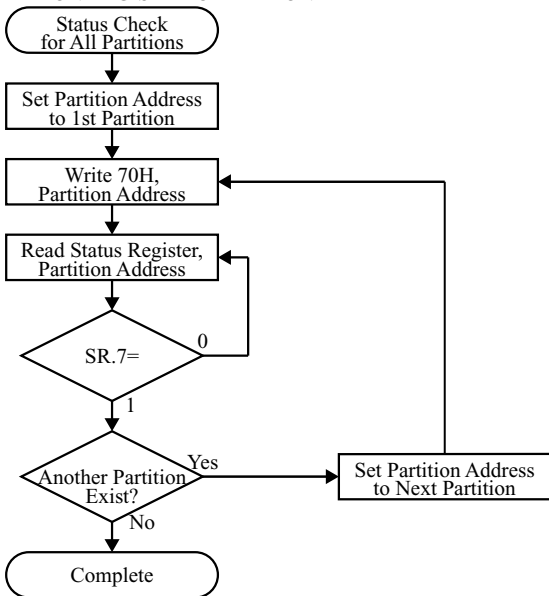 Status Check
for All Partitions
Set Partition Address
to 1st Partition
Write 70H,
Partition Address
Read Status Register,
Partition Address
SR.7=
0
1
Another Partition
Exist?
Yes
Set Partition Address
to Next Partition
No
Complete